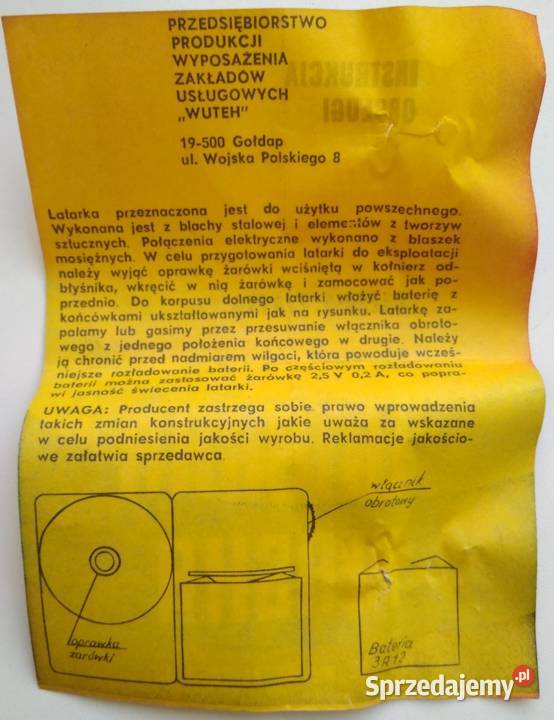 PRZEDSIĘBIORSTWO
PRODUKCJI
WYPOSAŻENIA
ZAKŁADÓW
USŁUGOWYCH
„WUTEH"
19-500 Gołdap
ul. Wojska Polskiego 8
Latarka przeznaczona jest do użytku powszechnego.
Wykonana jest z blachy stalowej i elementów z tworzyw
sztucznych. Połączenia elektryczne wykonano z blaszek
mosiężnych. W celu przygotowania latarki do eksploatacji
należy wyjąć oprawkę żarówki wciśniętą w kołnierz od-
błyśnika, wkręcić w nią żarówkę i zamocować jak po-
przednio. Do korpusu dolnego latarki włożyć baterię z
końcówkami ukształtowanymi jak na rysunku. Latarkę za-
palamy lub gasimy przez przesuwanie włącznika obroto-
wego z jednego położenia końcowego w drugie. Należy
ją chronić przed nadmiarem wilgoci, która powoduje wcześ-
niejsze rozładowanie baterii. Po częściowym rozładowaniu
baterii można zastosować żarówkę 2,5 V 0,2 A, co popra-
wi jasność świecenia latarki.
UWAGA: Producent zastrzega sobie prawo wprowadzenia
takich zmian konstrukcyjnych jakie uważa za wskazane
w celu podniesienia jakości wyrobu. Reklamacje jakościo-
we załatwia sprzedawca.
włącznik
obrotowy
oprawka
żarówki
Bateria
3R12
Sprzedajemy.pl
INSTRUKCJA
OBSŁUGI